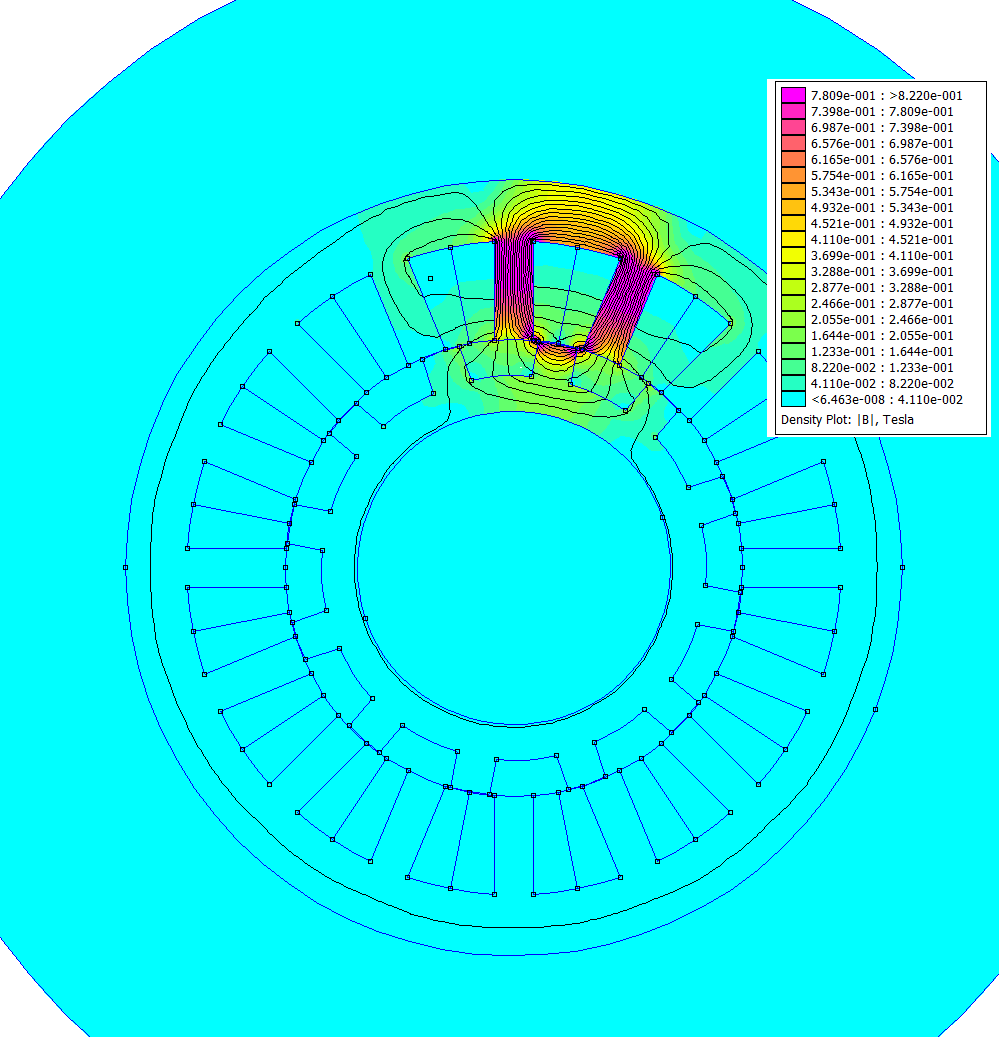 7.809e-001 : >8.220e-001
7.398e-001 : 7.809e-001
6.987e-001 : 7.398e-001
6.576e-001 : 6.987e-001
6.165e-001 : 6.576e-001
5.754e-001 : 6.165e-001
5.343e-001 : 5.754e-001
4.932e-001 : 5.343e-001
4.521e-001 : 4.932e-001
4.110e-001 : 4.521e-001
3.699e-001 : 4.110e-001
3.288e-001 : 3.699e-001
2.877e-001 : 3.288e-001
2.466e-001 : 2.877e-001
2.055e-001 : 2.466e-001
1.644e-001 : 2.055e-001
1.233e-001 : 1.644e-001
8.220e-002 : 1.233e-001
4.110e-002 : 8.220e-002
<6.463e-008 : 4.110e-002
Density Plot: |B|, Tesla